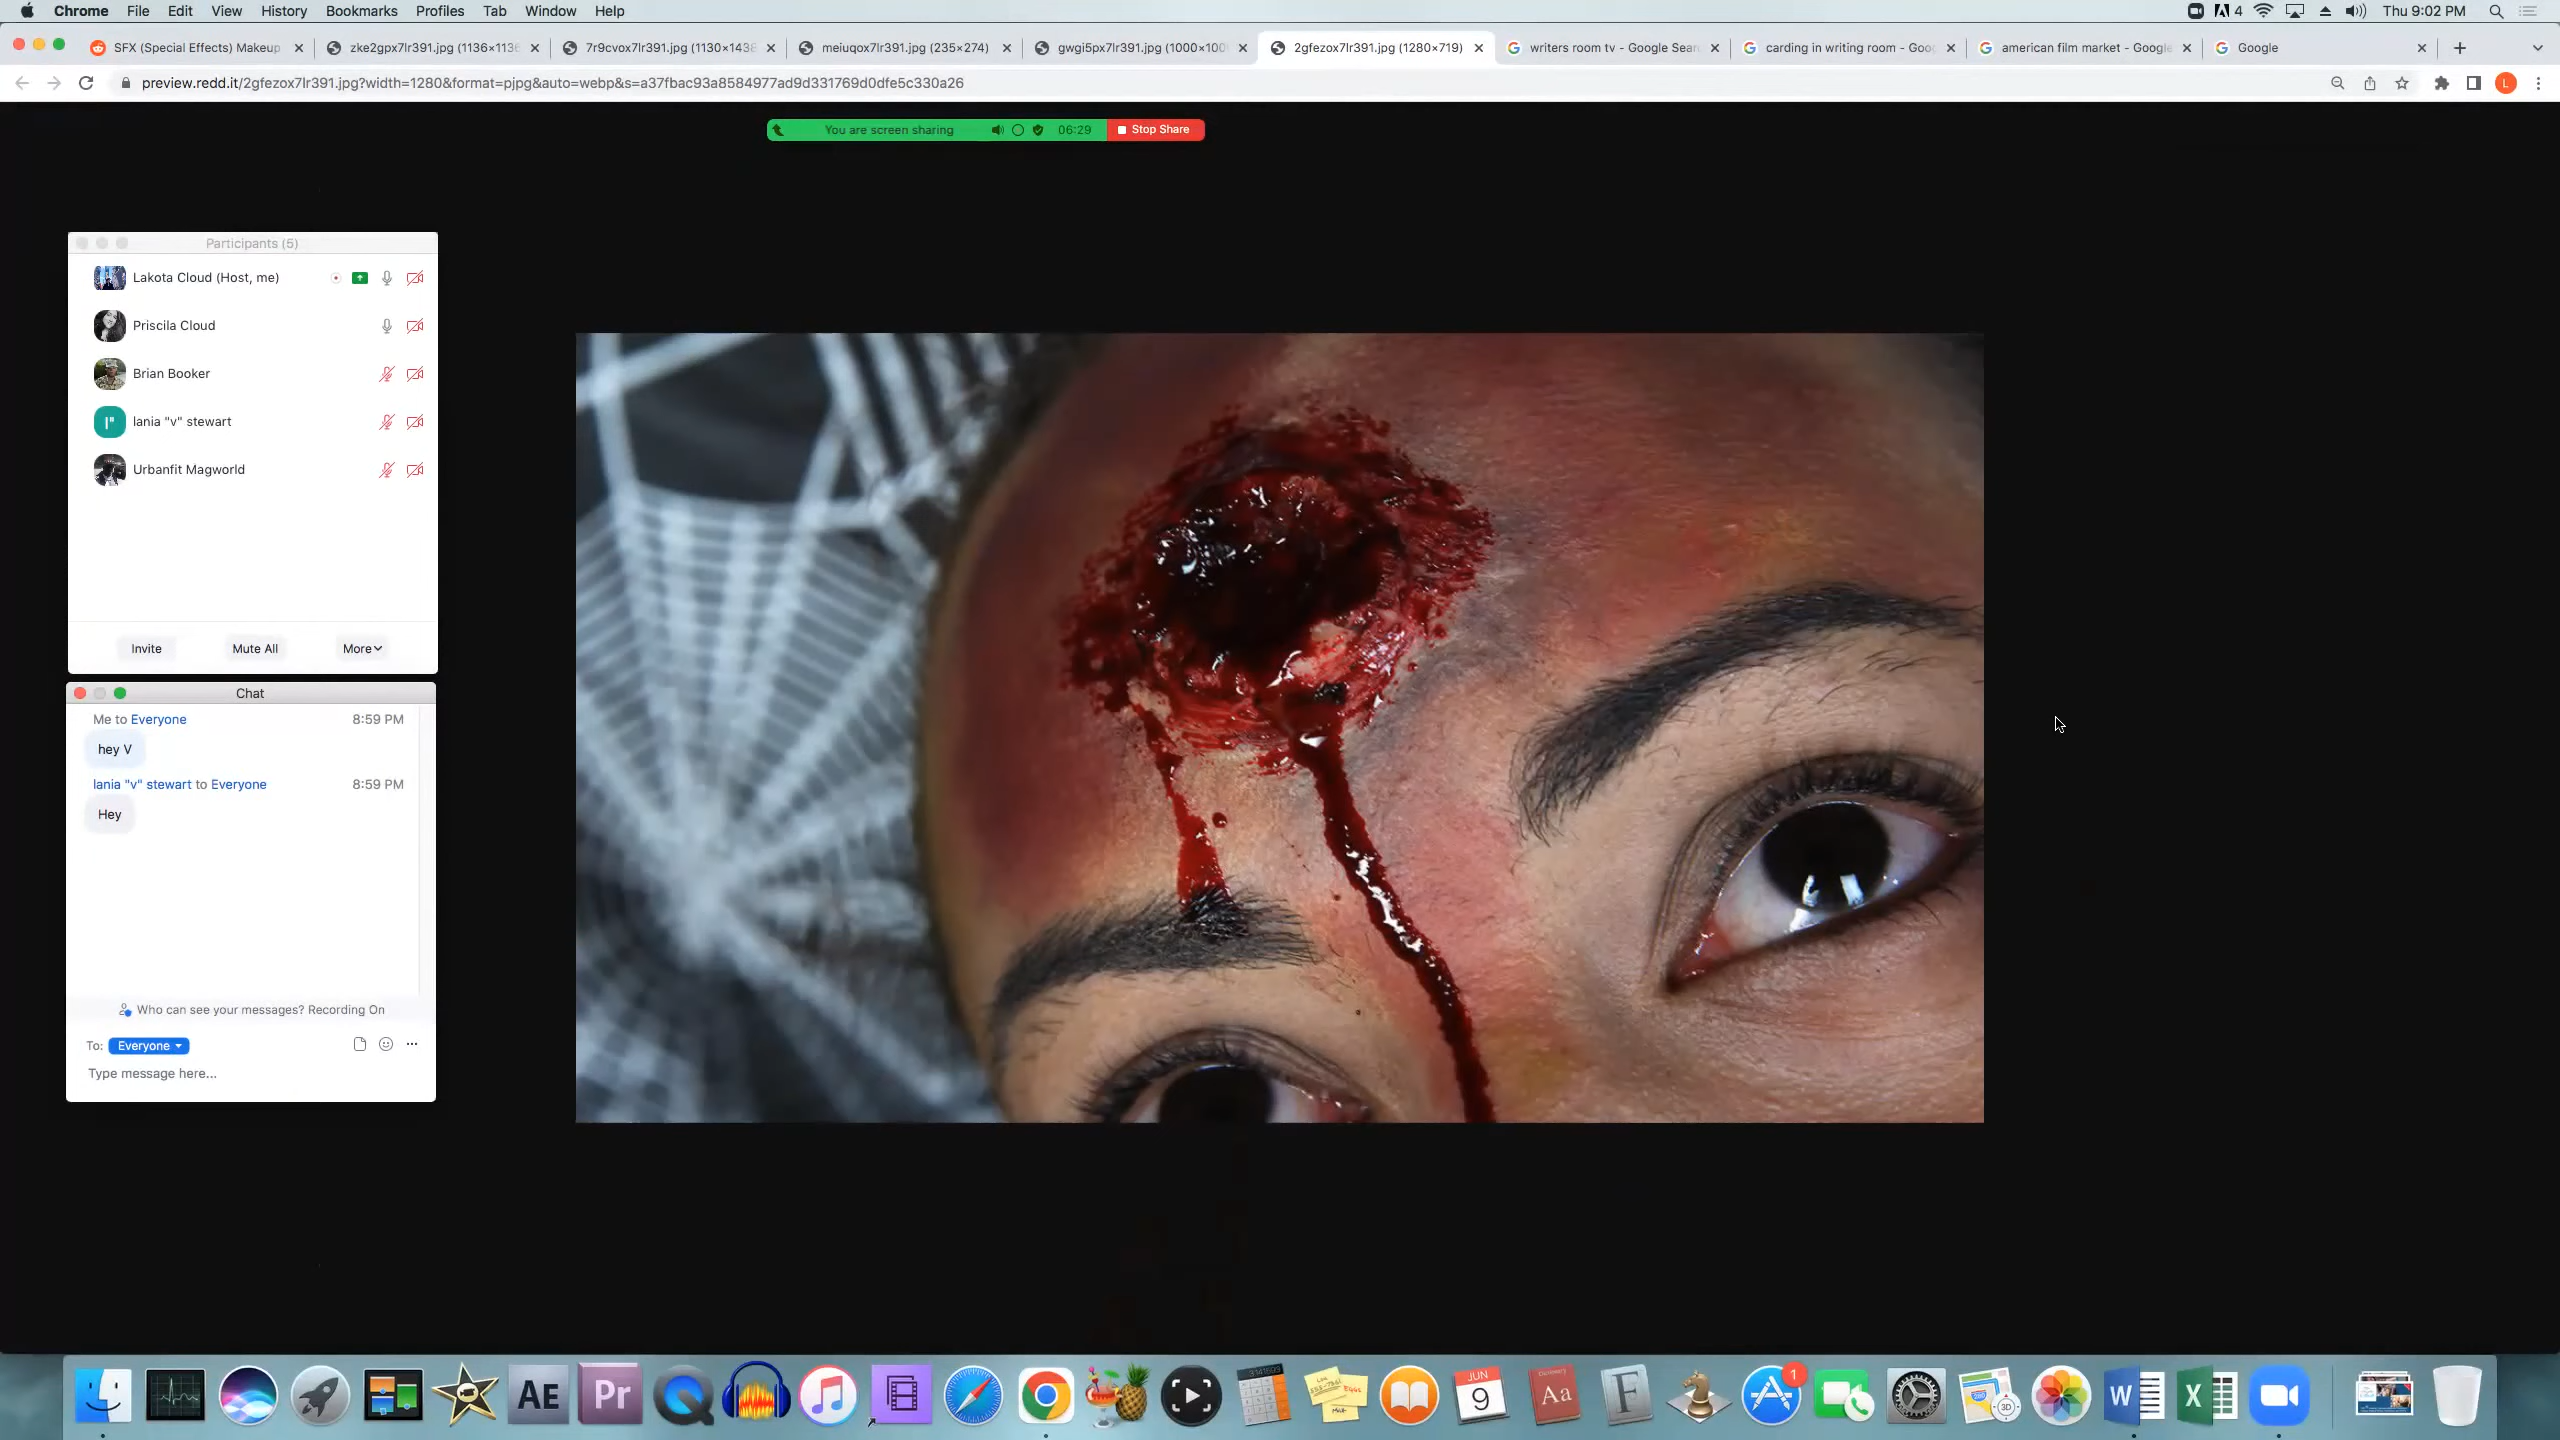 Chrome File Edit View History Bookmarks Profiles Tab Window Help
4 Thu 9:02 PM
SFX (Special Effects) Makeup
zke2gpx7lr391.jpg (1136×1136
7r9cvox7lr391.jpg (1130×1438
meiuqox7lr391.jpg (235×274)
gwgi5px7lr391.jpg (1000×100
2gfezox7lr391.jpg (1280×719)
writers room tv - Google Sear
carding in writing room - Goo
american film market - Google
Google
preview.redd.it/2gfezox7lr391.jpg?width=1280&format=pjpg&auto=webp&s=a37fbac93a8584977ad9d331769d0dfe5c330a26
L
You are screen sharing 06:29 Stop Share
Participants (5)
Lakota Cloud (Host, me)
Priscila Cloud
Brian Booker
lania "v" stewart
Urbanfit Magworld
Invite Mute All More
Chat
Me to Everyone 8:59 PM
hey V
lania "v" stewart to Everyone 8:59 PM
Hey
Who can see your messages? Recording On
To: Everyone
Type message here...
AE
Pr
JUN
9
Aa
F
1
3D
W
X